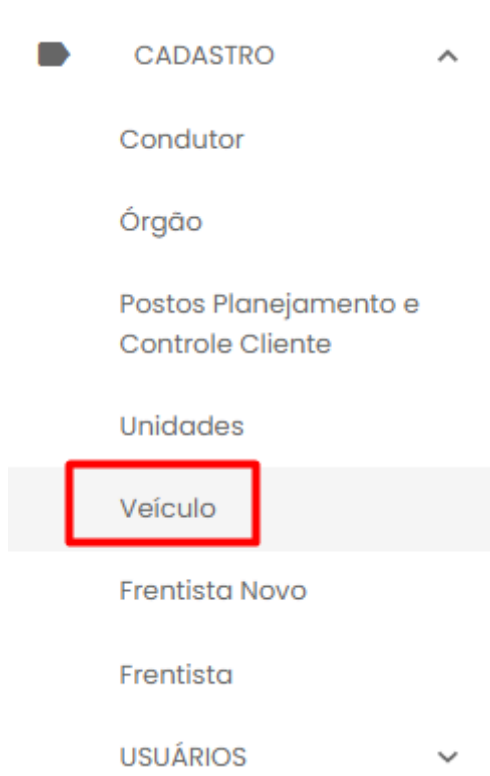 CADASTRO
Condutor
Órgão
Postos Planejamento e
Controle Cliente
Unidades
Veículo
Frentista Novo
Frentista
USUÁRIOS